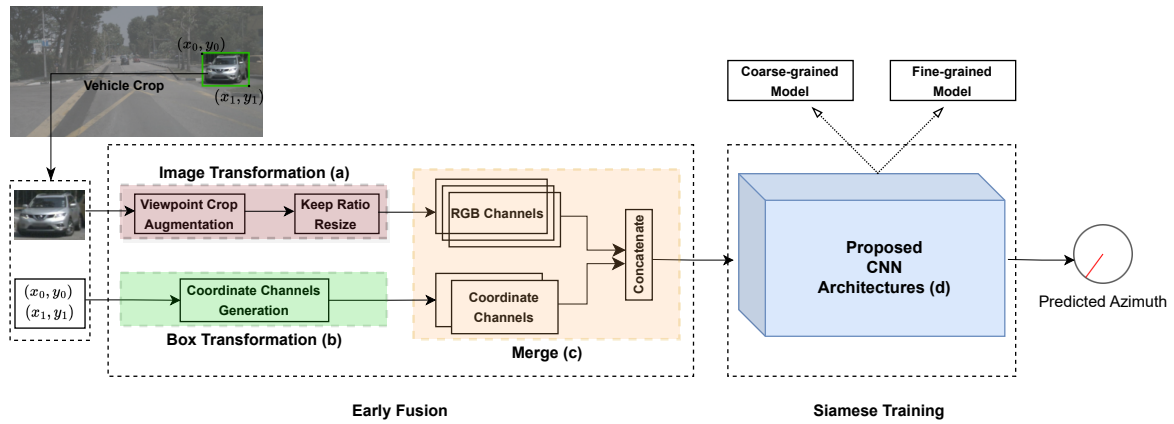 (x₀, y₀)
Vehicle Crop
(x₁, y₁)
Coarse-grained
Model
Fine-grained
Model
Image Transformation (a)
Viewpoint Crop
Augmentation
Keep Ratio
Resize
RGB Channels
Concatenate
(x₀, y₀)
(x₁, y₁)
Coordinate Channels
Generation
Coordinate
Channels
Box Transformation (b)
Merge (c)
Proposed
CNN
Architectures (d)
Predicted Azimuth
Early Fusion
Siamese Training